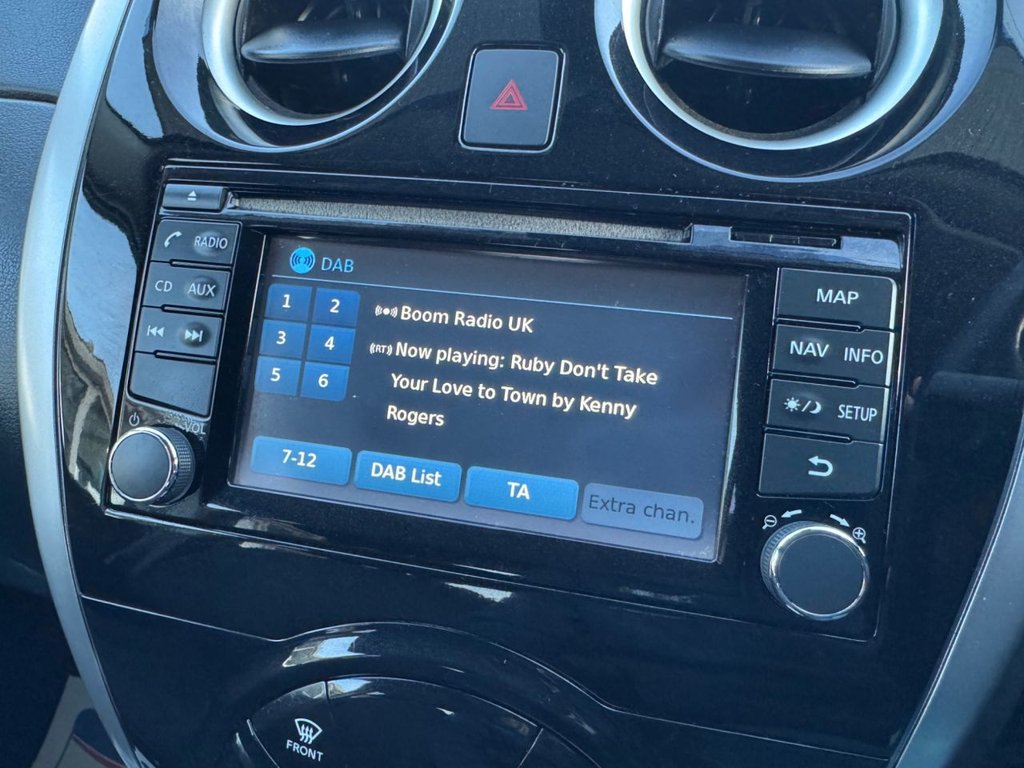 RADIO
CD AUX
VOL
DAB
1 2
3 4
5 6
Boom Radio UK
(RT) Now playing: Ruby Don't Take
Your Love to Town by Kenny
Rogers
7-12 DAB List TA Extra chan.
MAP
NAV INFO
SETUP
FRONT